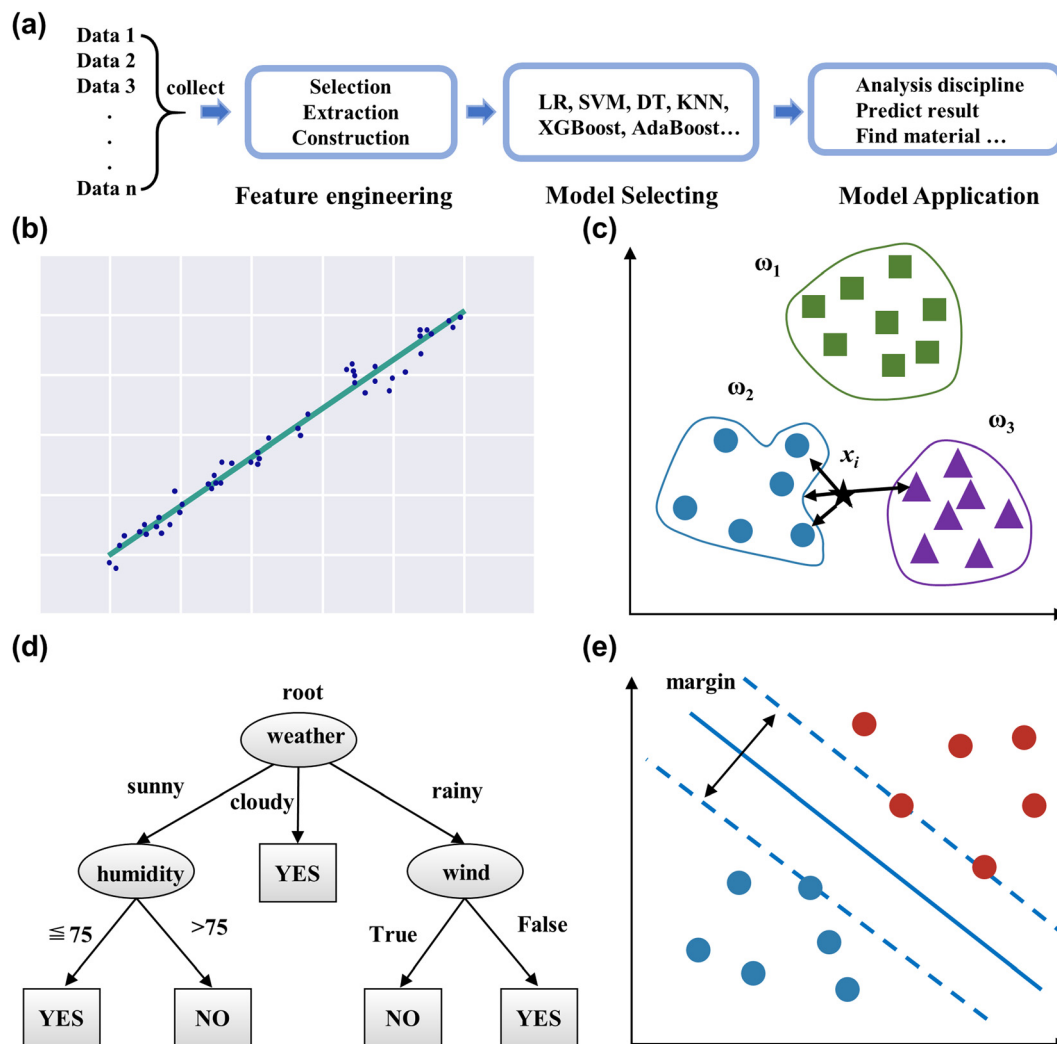 (a)
Data 1
Data 2
Data 3
.
.
.
.
Data n
collect
Selection
Extraction
Construction
Feature engineering
LR, SVM, DT, KNN,
XGBoost, AdaBoost…
Model Selecting
Analysis discipline
Predict result
Find material …
Model Application
(b)
(c)
ω1
ω2
ω3
xi
(d)
root
weather
sunny
cloudy
rainy
humidity
YES
wind
≦ 75
>75
True
False
YES
NO
NO
YES
(e)
margin